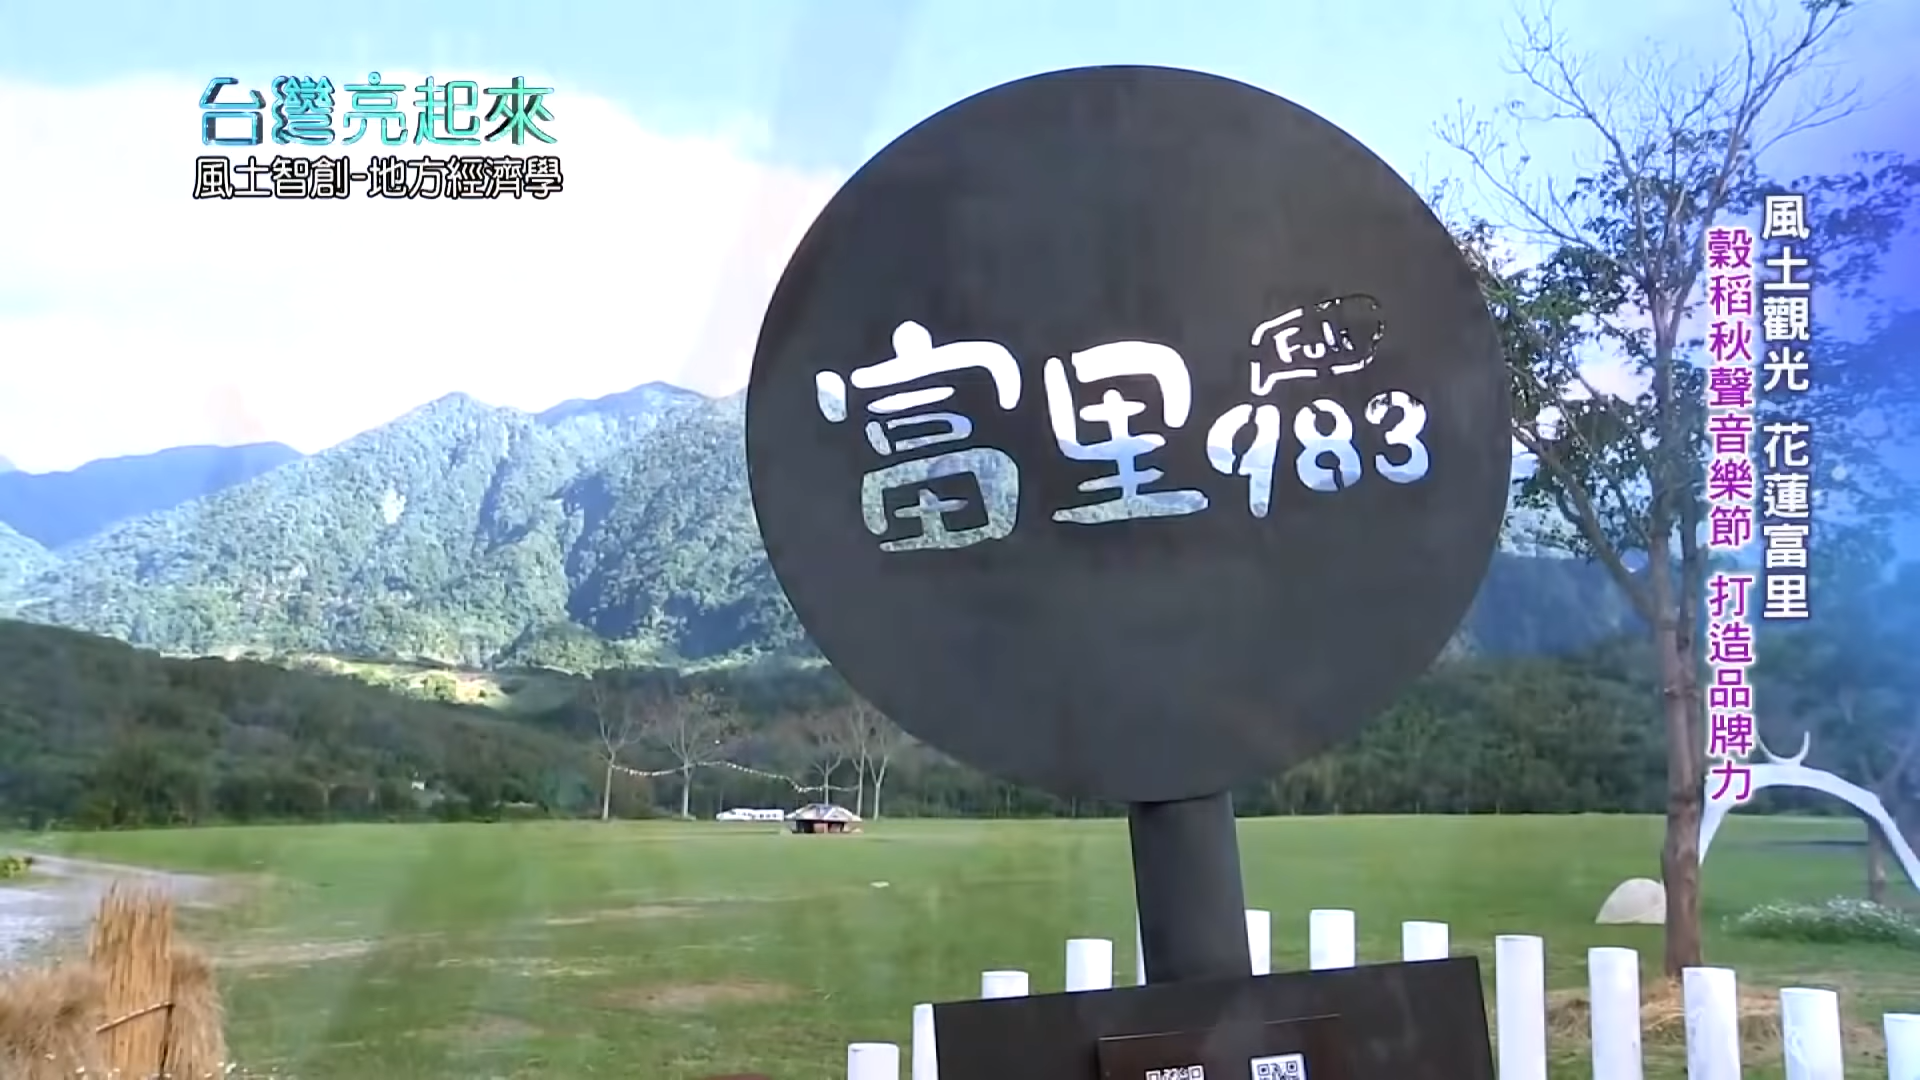 台灣亮起來
風土智創-地方經濟學
富里983
Fuli
風土觀光 花蓮富里
穀稻秋聲音樂節 打造品牌力